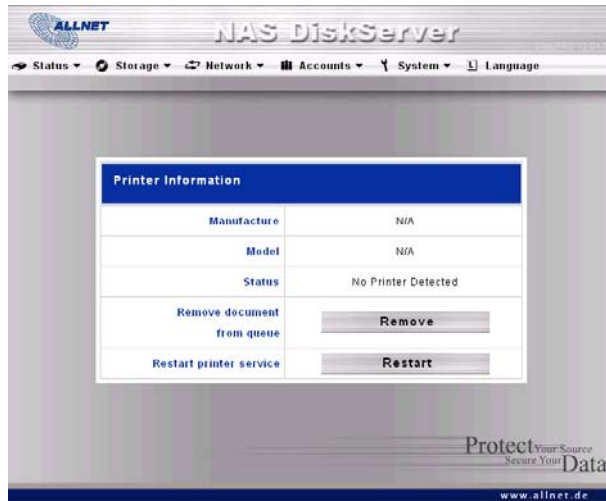 ALLNET
NAS DiskServer
Status Storage Network Accounts System Language
Printer Information
Manufacture N/A
Model N/A
Status No Printer Detected
Remove document
from queue
Remove
Restart printer service Restart
Protect Your Source
Secure Your Data
www.allnet.de